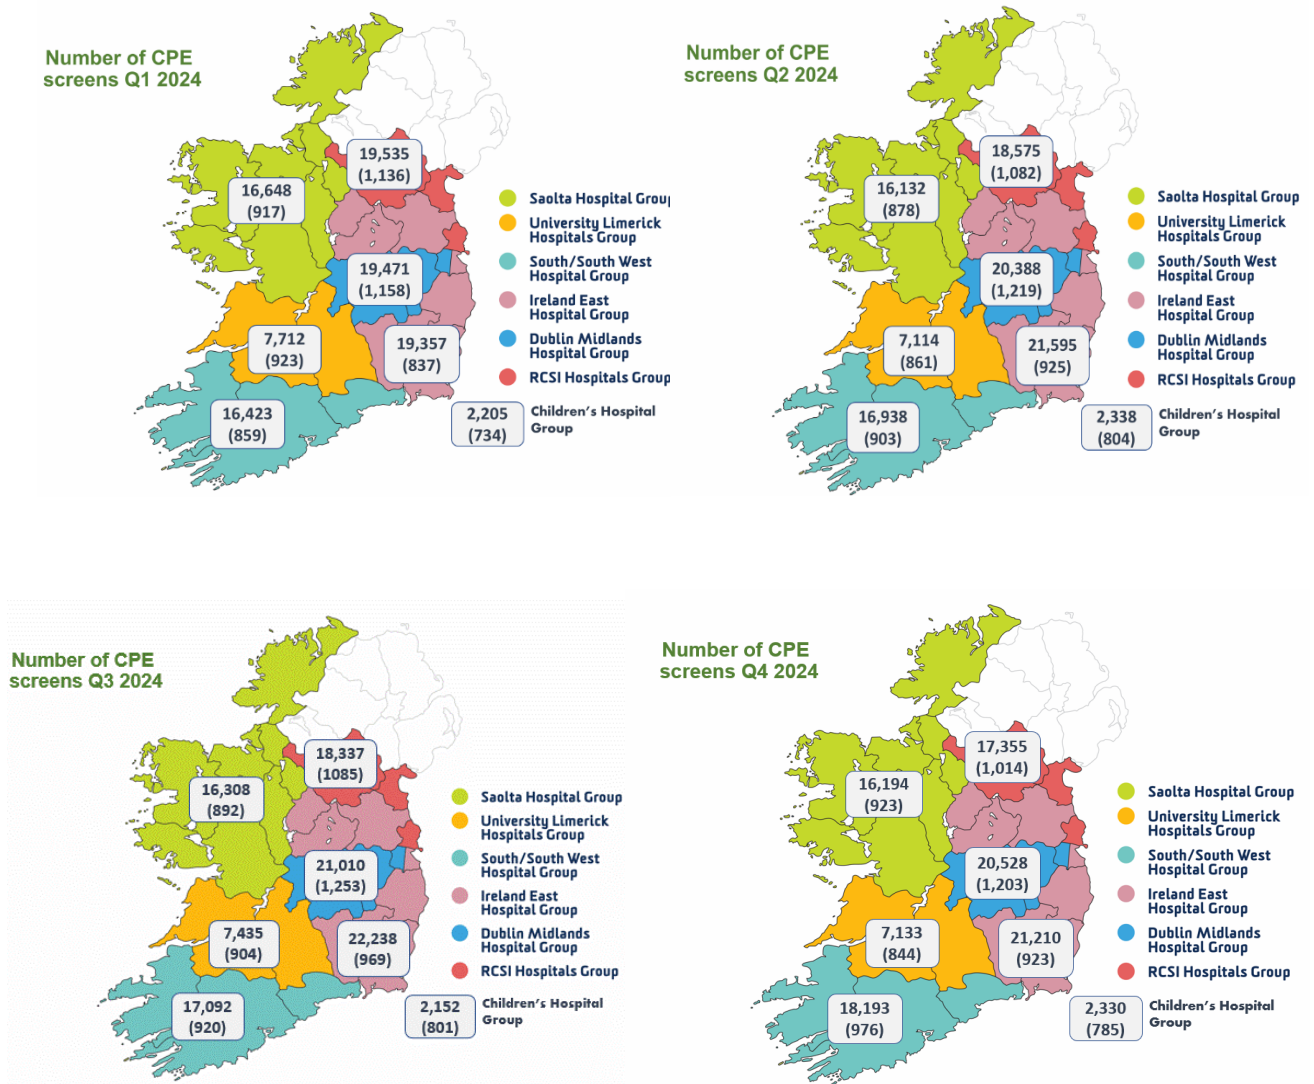 Number of CPE
screens Q1 2024
19,535
(1,136)
16,648
(917)
19,471
(1,158)
7,712
(923)
19,357
(837)
16,423
(859)
2,205
(734)
Saolta Hospital Group
University Limerick
Hospitals Group
South/South West
Hospital Group
Ireland East
Hospital Group
Dublin Midlands
Hospital Group
RCSI Hospitals Group
Children's Hospital
Group
Number of CPE
screens Q2 2024
18,575
(1,082)
16,132
(878)
20,388
(1,219)
7,114
(861)
21,595
(925)
16,938
(903)
2,338
(804)
Saolta Hospital Group
University Limerick
Hospitals Group
South/South West
Hospital Group
Ireland East
Hospital Group
Dublin Midlands
Hospital Group
RCSI Hospitals Group
Children's Hospital
Group
Number of CPE
screens Q3 2024
18,337
(1085)
16,308
(892)
21,010
(1,253)
7,435
(904)
22,238
(969)
17,092
(920)
2,152
(801)
Saolta Hospital Group
University Limerick
Hospitals Group
South/South West
Hospital Group
Ireland East
Hospital Group
Dublin Midlands
Hospital Group
RCSI Hospitals Group
Children's Hospital
Group
Number of CPE
screens Q4 2024
17,355
(1,014)
16,194
(923)
20,528
(1,203)
7,133
(844)
21,210
(923)
18,193
(976)
2,330
(785)
Saolta Hospital Group
University Limerick
Hospitals Group
South/South West
Hospital Group
Ireland East
Hospital Group
Dublin Midlands
Hospital Group
RCSI Hospitals Group
Children's Hospital
Group